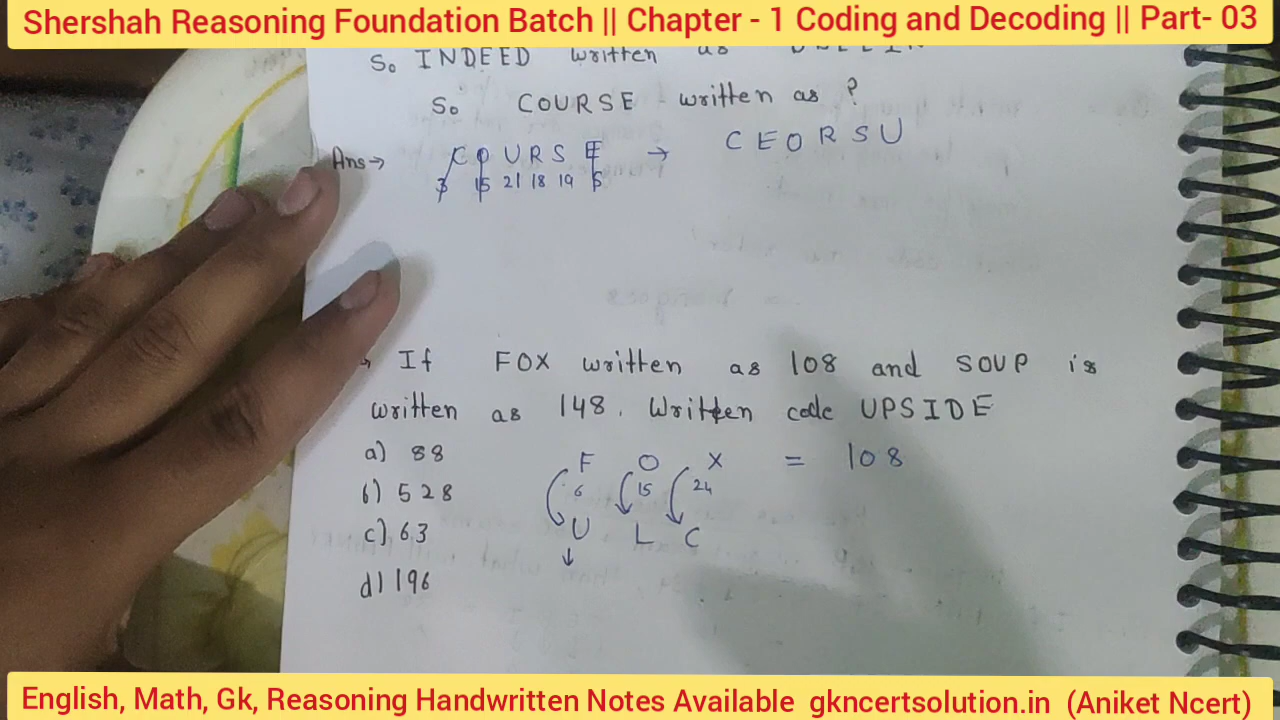 Shershah Reasoning Foundation Batch || Chapter - 1 Coding and Decoding || Part- 03
So INDEED written as
So COURSE written as ?
Ans → C O U R S E → C E O R S U
3 15 21 18 19 5
→ If FOX written as 108 and SOUP is
written as 148. Written code UPSIDE
a) 88
F O X = 108
b) 528
6 15 24
c) 63
U L C
↓
d) 196
English, Math, Gk, Reasoning Handwritten Notes Available gkncertsolution.in (Aniket Ncert)